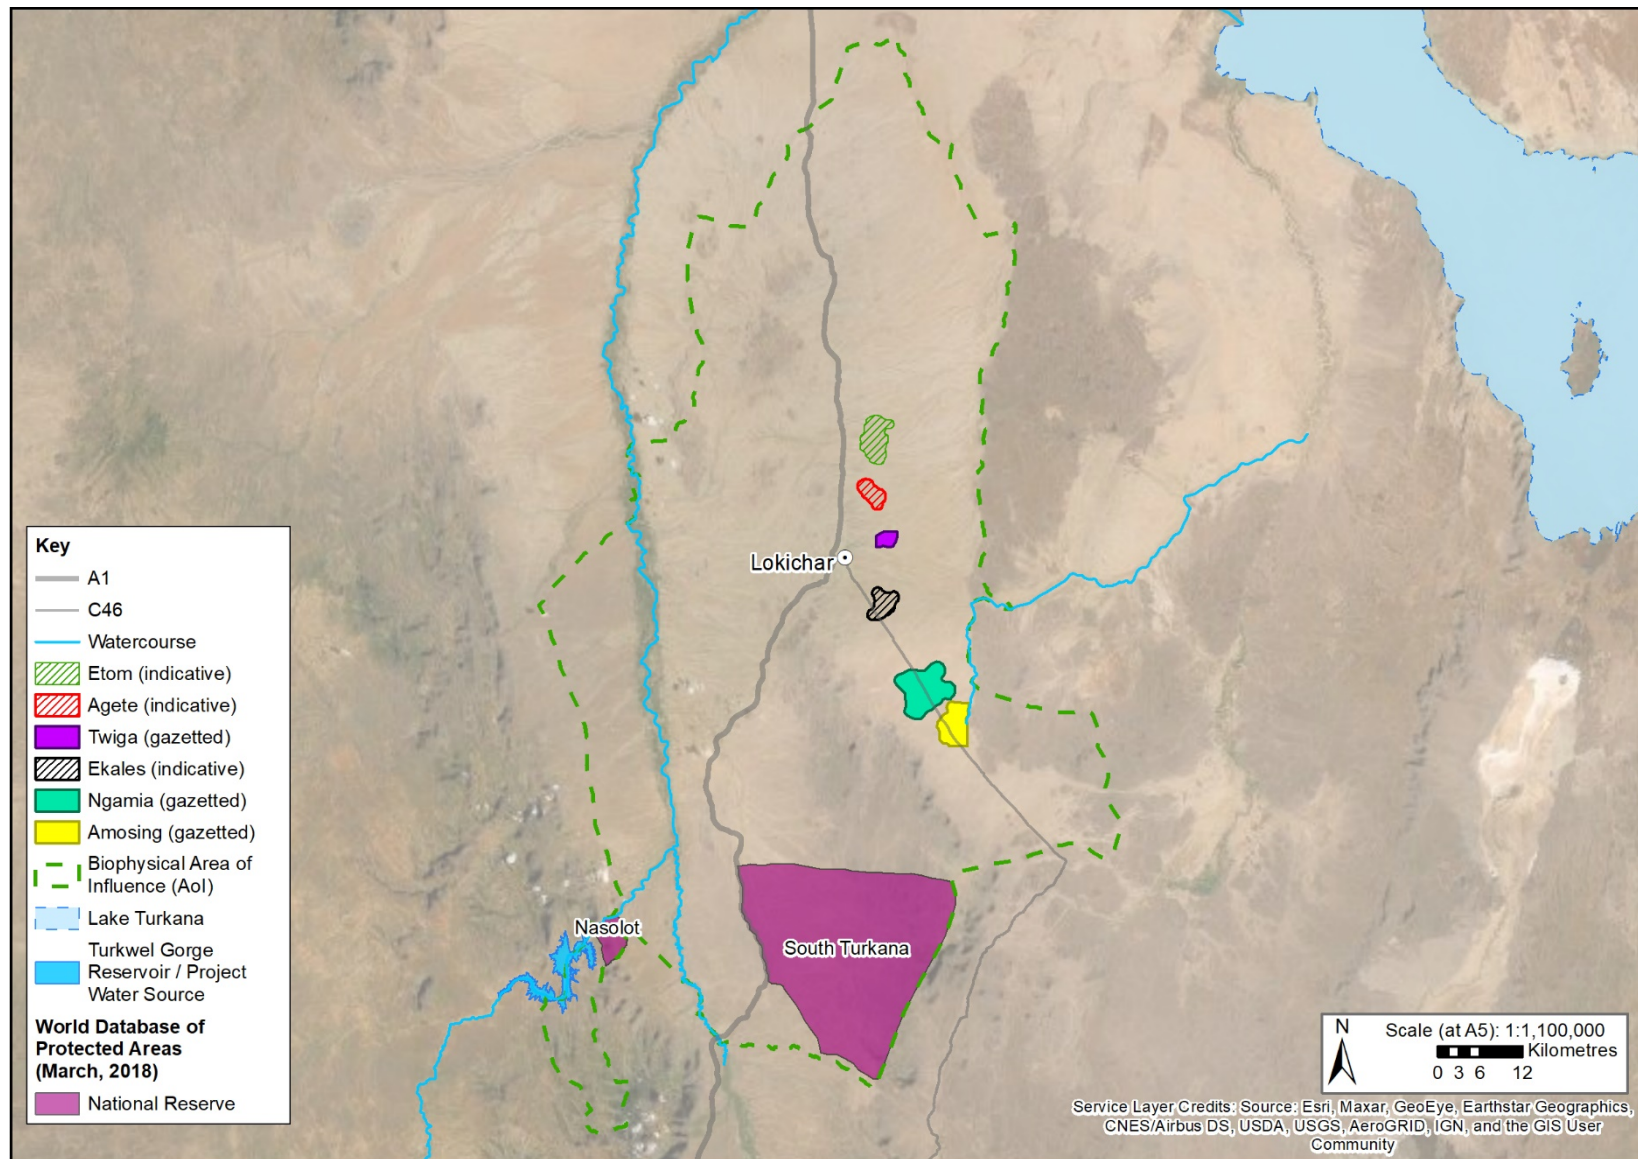 Lokichar
Nasolot
South Turkana
Key
A1
C46
Watercourse
Etom (indicative)
Agete (indicative)
Twiga (gazetted)
Ekales (indicative)
Ngamia (gazetted)
Amosing (gazetted)
Biophysical Area of
Influence (AoI)
Lake Turkana
Turkwel Gorge
Reservoir / Project
Water Source
World Database of
Protected Areas
(March, 2018)
National Reserve
N
Scale (at A5): 1:1,100,000
Kilometres
0 3 6 12
Service Layer Credits: Source: Esri, Maxar, GeoEye, Earthstar Geographics,
CNES/Airbus DS, USDA, USGS, AeroGRID, IGN, and the GIS User
Community